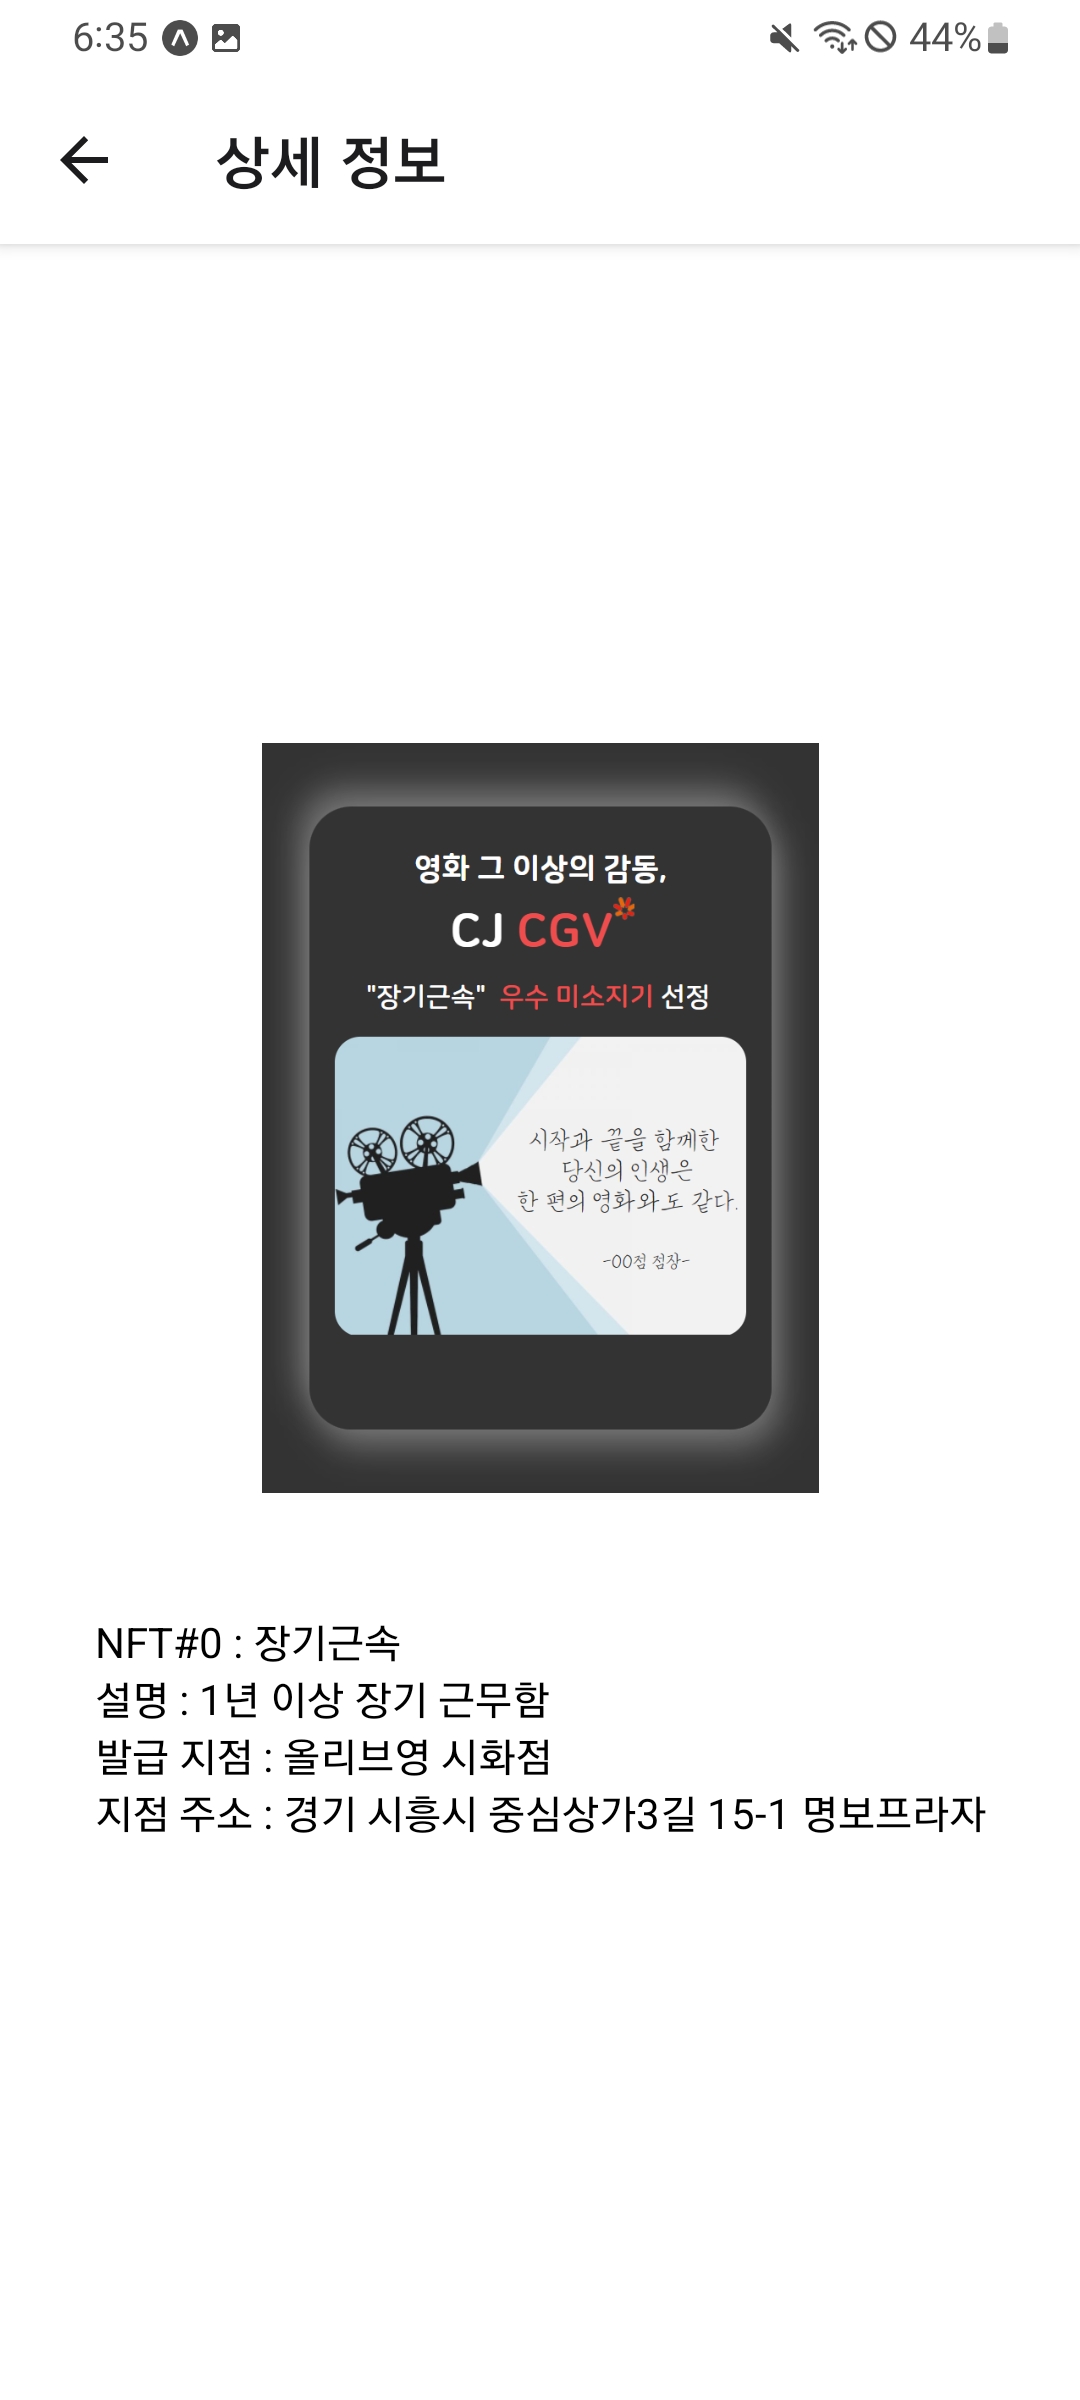 6:35
44%
상세 정보
영화 그 이상의 감동,
CJ CGV
"장기근속" 우수 미소지기 선정
시작과 끝을 함께한
당신의 인생은
한 편의 영화와도 같다.
-00점 점장-
NFT#0 : 장기근속
설명 : 1년 이상 장기 근무함
발급 지점 : 올리브영 시화점
지점 주소 : 경기 시흥시 중심상가3길 15-1 명보프라자